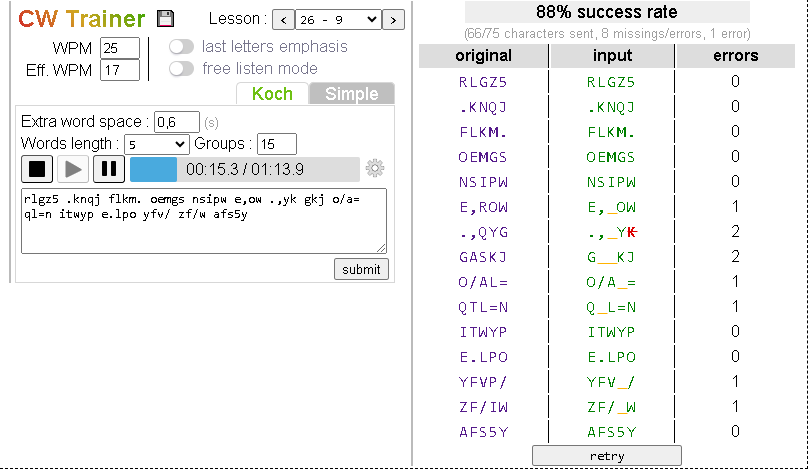 CW Trainer
Lesson : < 26 - 9 >
WPM 25
Eff. WPM 17
last letters emphasis
free listen mode
Koch Simple
Extra word space : 0,6 (s)
Words length : 5 Groups : 15
00:15.3 / 01:13.9
rlgz5 .knqj flkm. oemgs nsipw e,ow .,yk gkj o/a=
ql=n itwyp e.lpo yfv/ zf/w afs5y
submit
88% success rate
(66/75 characters sent, 8 missings/errors, 1 error)
original input errors
RLGZ5 RLGZ5 0
.KNQJ .KNQJ 0
FLKM. FLKM. 0
OEMGS OEMGS 0
NSIPW NSIPW 0
E,ROW E,_OW 1
.,QYG .,_YK 2
GASKJ G__KJ 2
O/AL= O/A_= 1
QTL=N Q_L=N 1
ITWYP ITWYP 0
E.LPO E.LPO 0
YFVP/ YFV_/ 1
ZF/IW ZF/_W 1
AFS5Y AFS5Y 0
retry